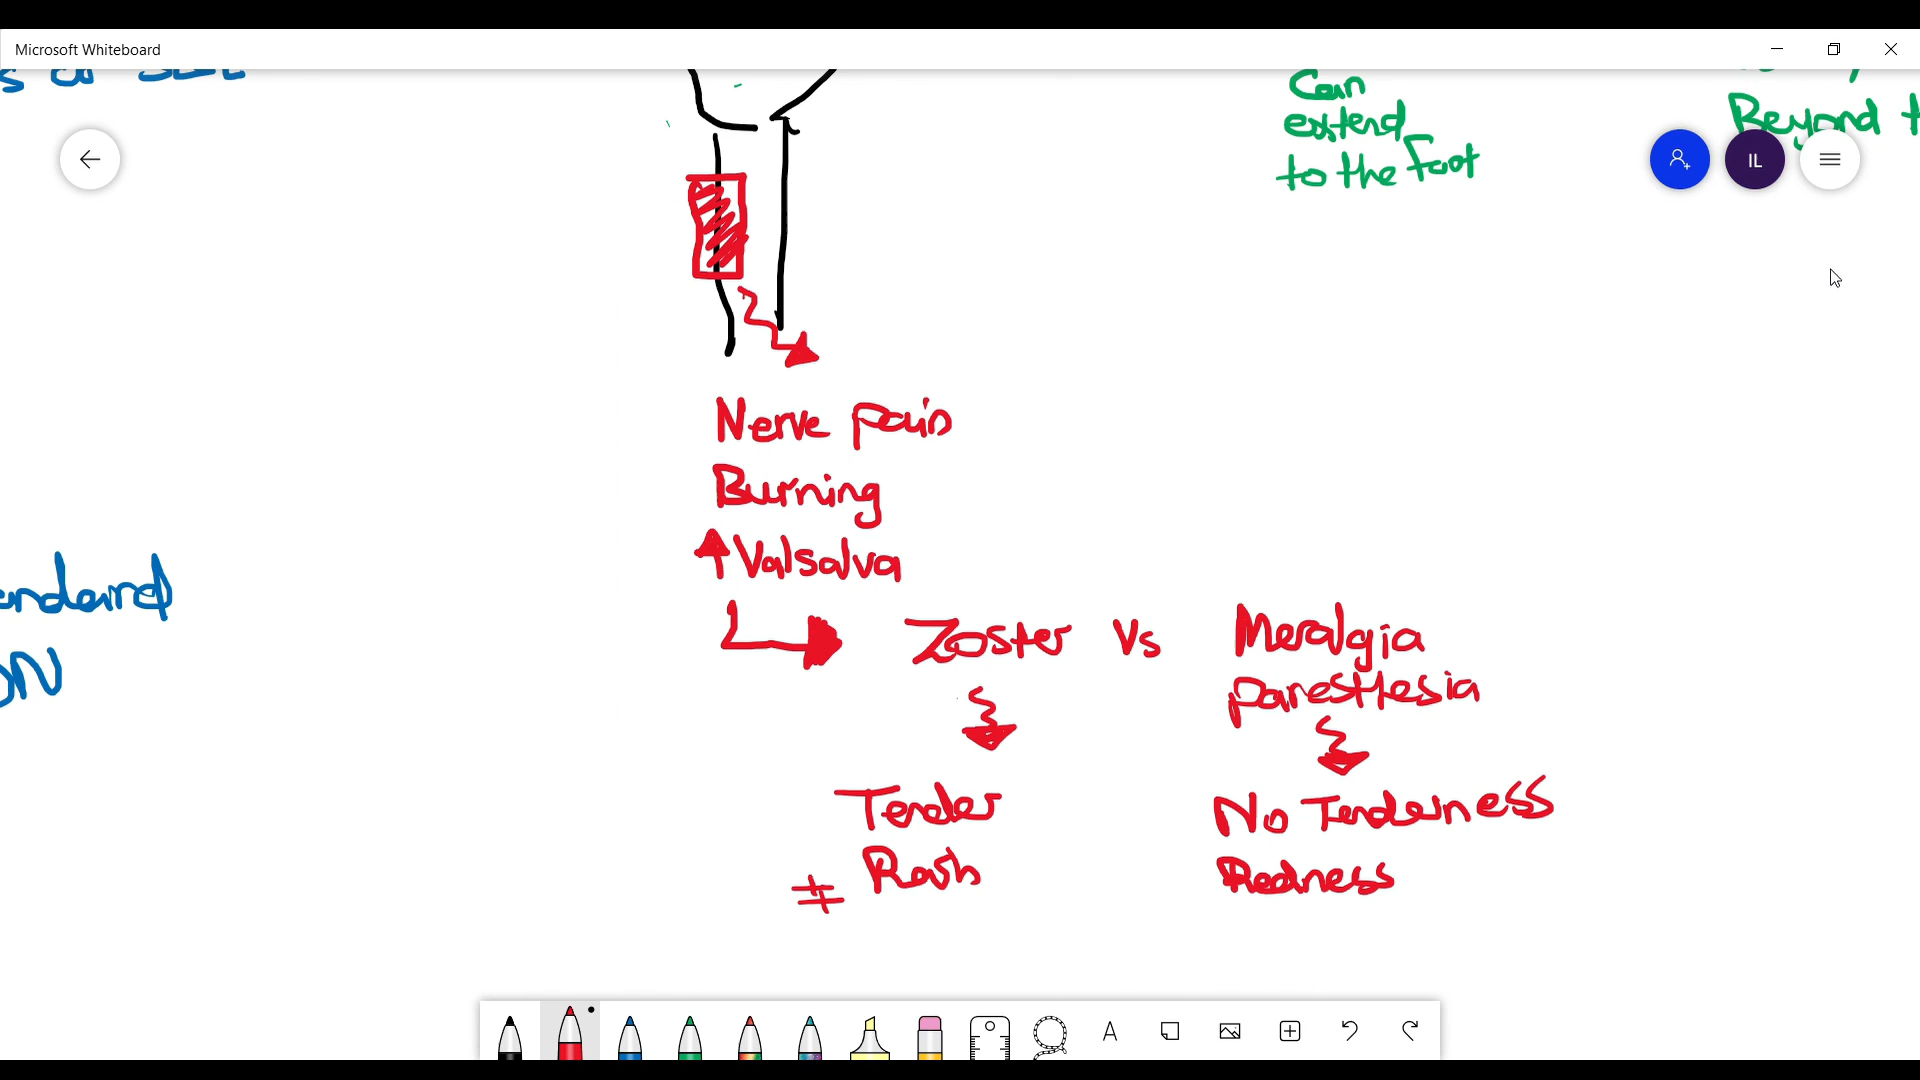 Microsoft Whiteboard
Can
extend
to the Foot
Beyond
IL
Nerve pain
Burning
Valsalva
Zoster Vs Meralgia
paresthesia
Tender
No Tenderness
Rash
Redness
A